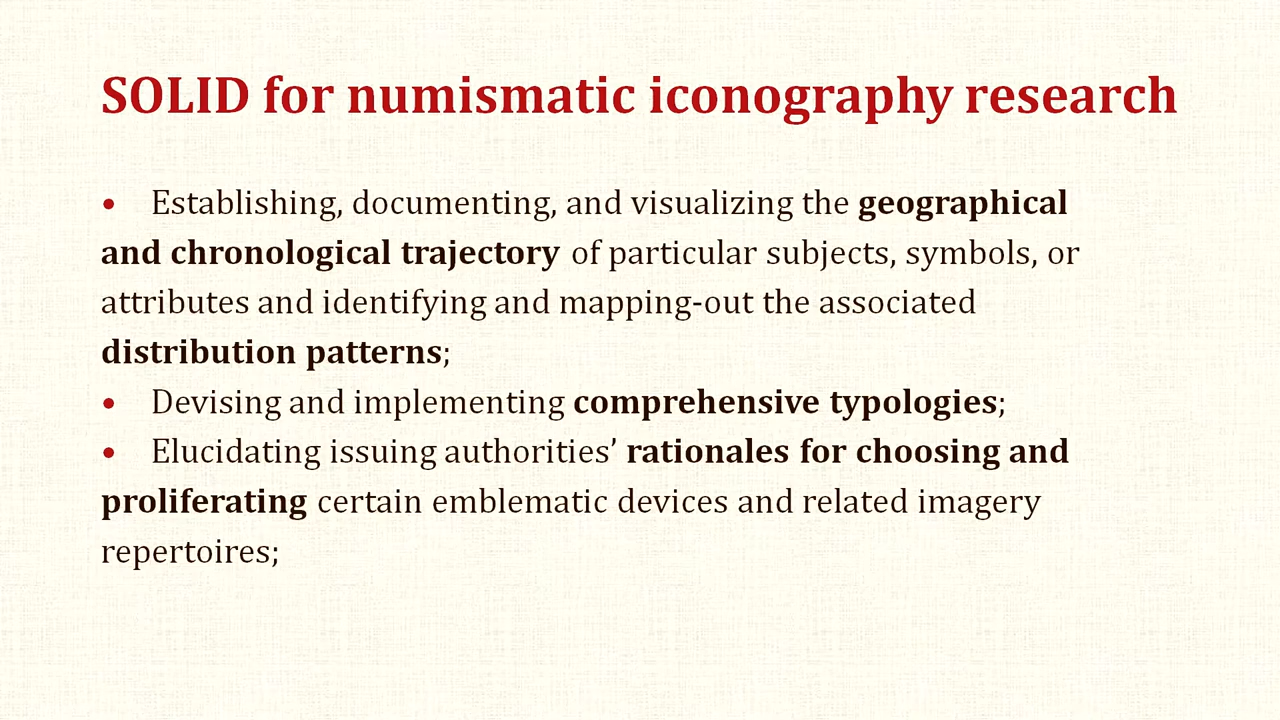 SOLID for numismatic iconography research
• Establishing, documenting, and visualizing the geographical
and chronological trajectory of particular subjects, symbols, or
attributes and identifying and mapping-out the associated
distribution patterns;
• Devising and implementing comprehensive typologies;
• Elucidating issuing authorities’ rationales for choosing and
proliferating certain emblematic devices and related imagery
repertoires;